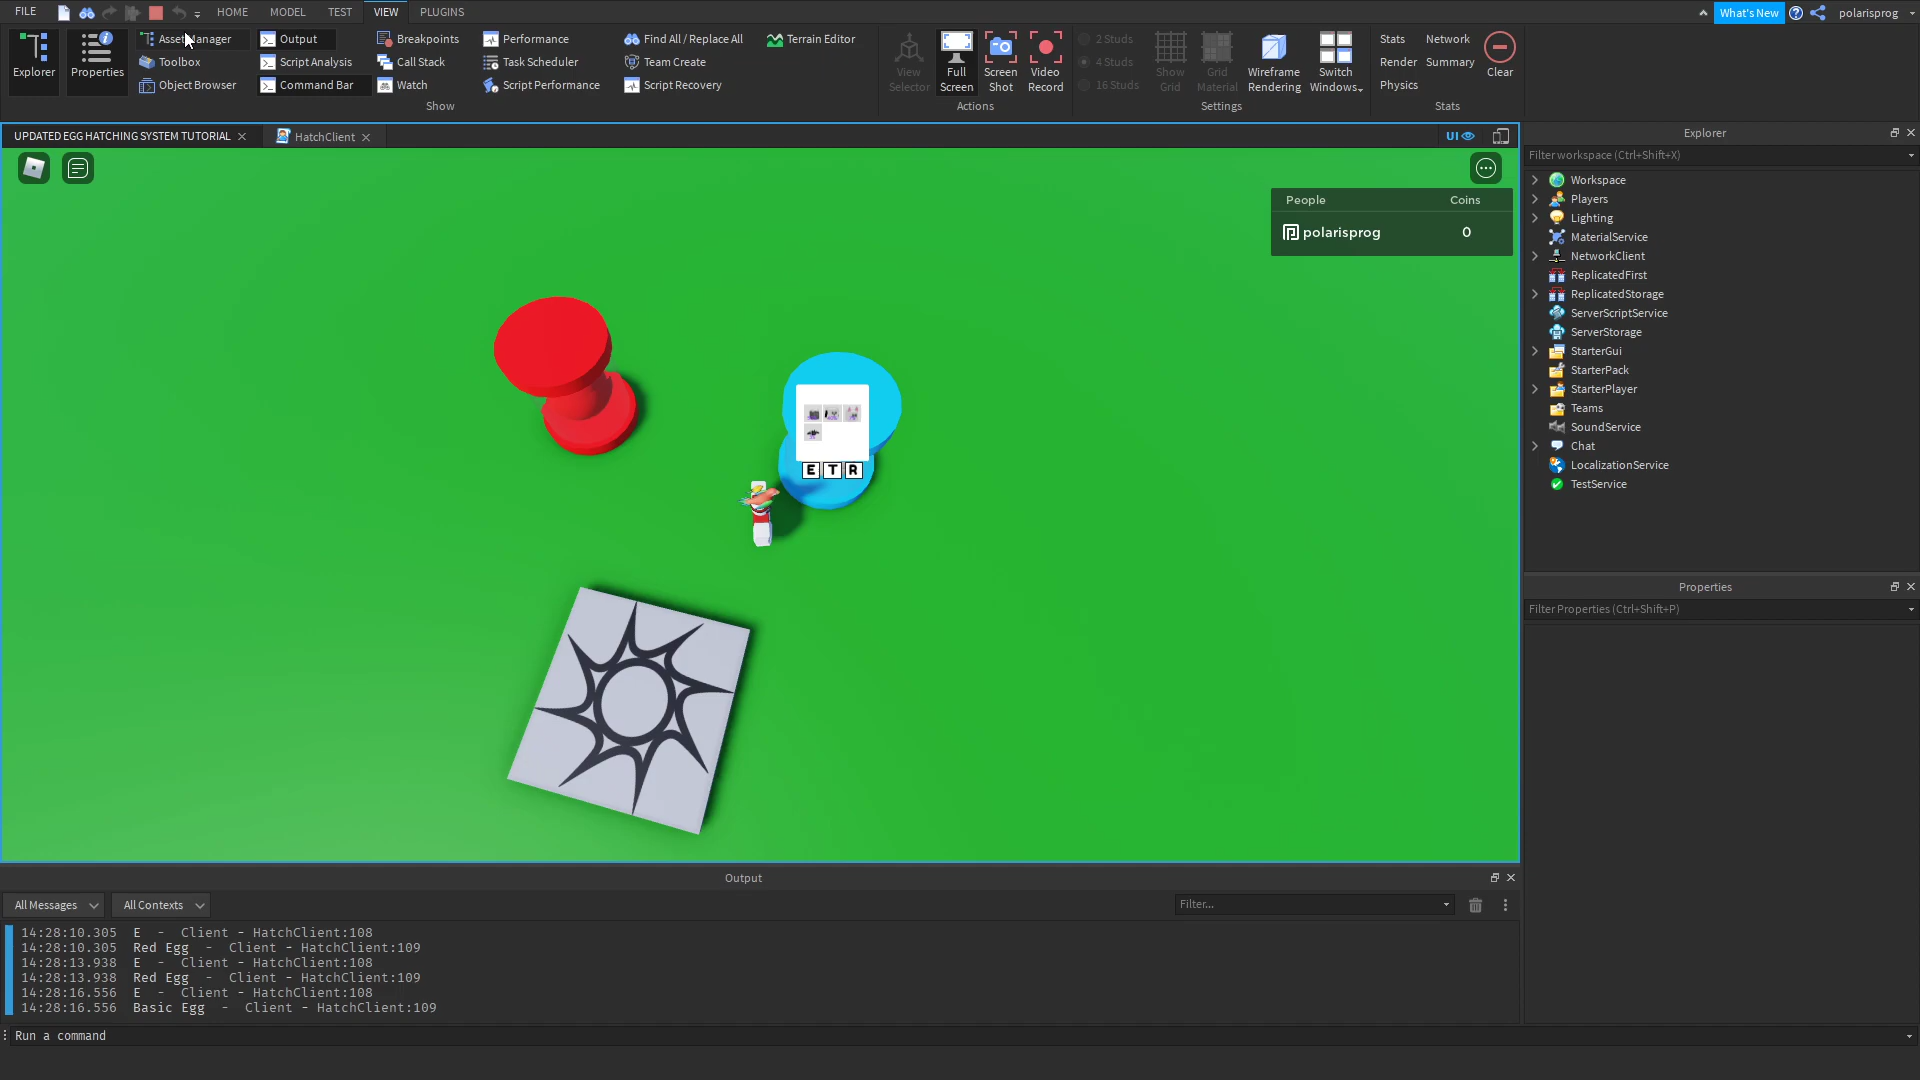 FILE
HOME
MODEL
TEST
VIEW
PLUGINS
What's New
polarisprog
Explorer
Properties
Asset Manager
Toolbox
Object Browser
Output
Script Analysis
Command Bar
Breakpoints
Call Stack
Watch
Performance
Task Scheduler
Script Performance
Find All / Replace All
Team Create
Script Recovery
Terrain Editor
Show
View
Selector
Full
Screen
Screen
Shot
Video
Record
Actions
2 Studs
4 Studs
16 Studs
Show
Grid
Grid
Material
Wireframe
Rendering
Switch
Windows
Settings
Stats
Network
Render
Summary
Physics
Clear
Stats
UPDATED EGG HATCHING SYSTEM TUTORIAL
HatchClient
UI
People Coins
polarisprog 0
E T R
Explorer
Filter workspace (Ctrl+Shift+X)
Workspace
Players
Lighting
MaterialService
NetworkClient
ReplicatedFirst
ReplicatedStorage
ServerScriptService
ServerStorage
StarterGui
StarterPack
StarterPlayer
Teams
SoundService
Chat
LocalizationService
TestService
Properties
Filter Properties (Ctrl+Shift+P)
Output
All Messages
All Contexts
Filter...
14:28:10.305 E - Client - HatchClient:108
14:28:10.305 Red Egg - Client - HatchClient:109
14:28:13.938 E - Client - HatchClient:108
14:28:13.938 Red Egg - Client - HatchClient:109
14:28:16.556 E - Client - HatchClient:108
14:28:16.556 Basic Egg - Client - HatchClient:109
Run a command